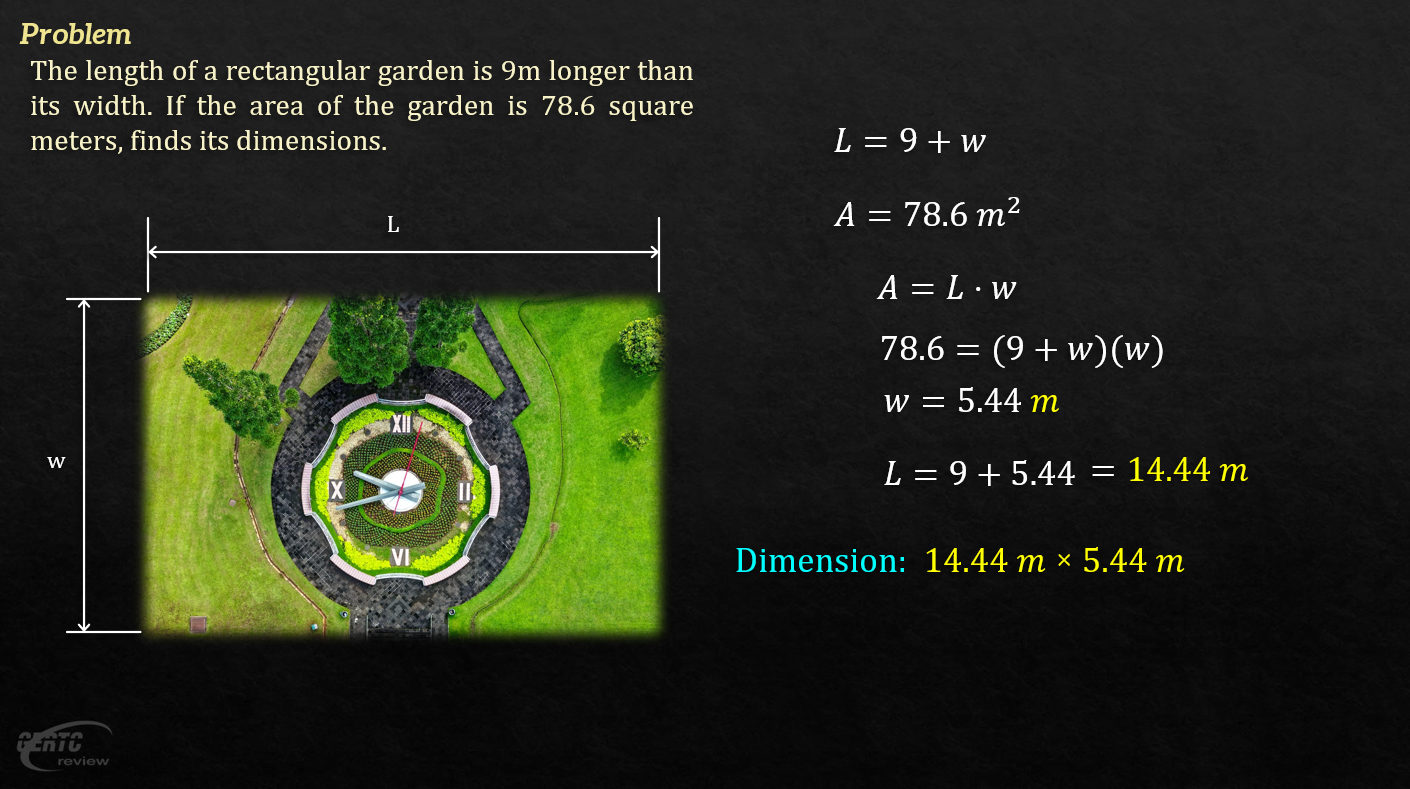 Problem
The length of a rectangular garden is 9m longer than
its width. If the area of the garden is 78.6 square
meters, finds its dimensions.
L = 9 + w
A = 78.6 m²
L
A = L · w
78.6 = (9 + w)(w)
w = 5.44 m
XII
w
X
II
L = 9 + 5.44 = 14.44 m
VI
Dimension: 14.44 m × 5.44 m
GERTC
review